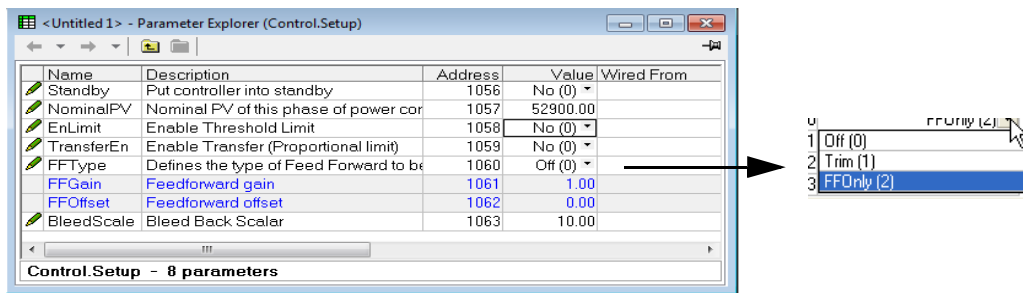 <Untitled 1> - Parameter Explorer (Control.Setup)
Name Description Address Value Wired From
Standby Put controller into standby 1056 No (0)
NominalPV Nominal PV of this phase of power cor 1057 52900.00
EnLimit Enable Threshold Limit 1058 No (0)
TransferEn Enable Transfer (Proportional limit) 1059 No (0)
FFType Defines the type of Feed Forward to be 1060 Off (0)
FFGain Feedforward gain 1061 1.00
FFOffset Feedforward offset 1062 0.00
BleedScale Bleed Back Scalar 1063 10.00
Control.Setup - 8 parameters
0 FFOnly (2)
1 Off (0)
2 Trim (1)
3 FFOnly (2)